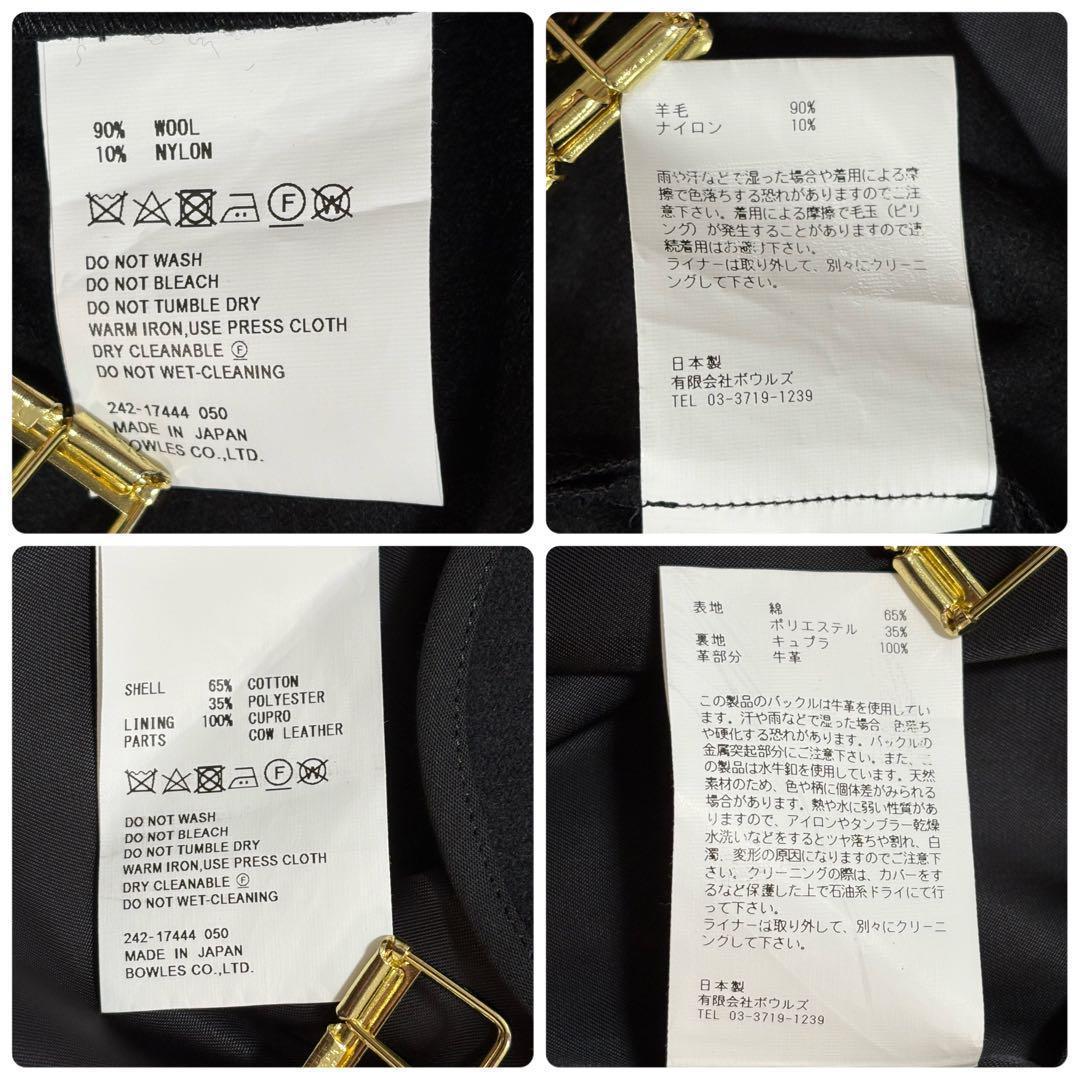 90% WOOL
10% NYLON
DO NOT WASH
DO NOT BLEACH
DO NOT TUMBLE DRY
WARM IRON,USE PRESS CLOTH
DRY CLEANABLE Ⓕ
DO NOT WET-CLEANING
242-17444 050
MADE IN JAPAN
BOWLES CO.,LTD.
羊毛 90%
ナイロン 10%
雨や汗などで湿った場合や着用による摩
擦で色落ちする恐れがありますのでご注
意下さい。着用による摩擦で毛玉(ピリ
ング)が発生することがありますので連
続着用はお避け下さい。
ライナーは取り外して、別々にクリーニ
ングして下さい。
日本製
有限会社ボウルズ
TEL 03-3719-1239
SHELL 65% COTTON
35% POLYESTER
LINING 100% CUPRO
PARTS COW LEATHER
DO NOT WASH
DO NOT BLEACH
DO NOT TUMBLE DRY
WARM IRON,USE PRESS CLOTH
DRY CLEANABLE Ⓕ
DO NOT WET-CLEANING
242-17444 050
MADE IN JAPAN
BOWLES CO.,LTD.
表地 綿 65%
ポリエステル 35%
裏地 キュプラ 100%
革部分 牛革
この製品のバックルは牛革を使用してい
ます。汗や雨などで湿った場合、色落ち
や硬化する恐れがあります。バックルの
金属突起部分にご注意下さい。また、こ
の製品は水牛釦を使用しています。天然
素材のため、色や柄に個体差がみられる
場合があります。熱や水に弱い性質があ
りますので、アイロンやタンブラー乾燥
水洗いなどをするとツヤ落ちや割れ、白
濁、変形の原因になりますのでご注意下
さい。クリーニングの際は、カバーをす
るなど保護した上で石油系ドライにて行
って下さい。
ライナーは取り外して、別々にクリーニ
ングして下さい。
日本製
有限会社ボウルズ
TEL 03-3719-1239